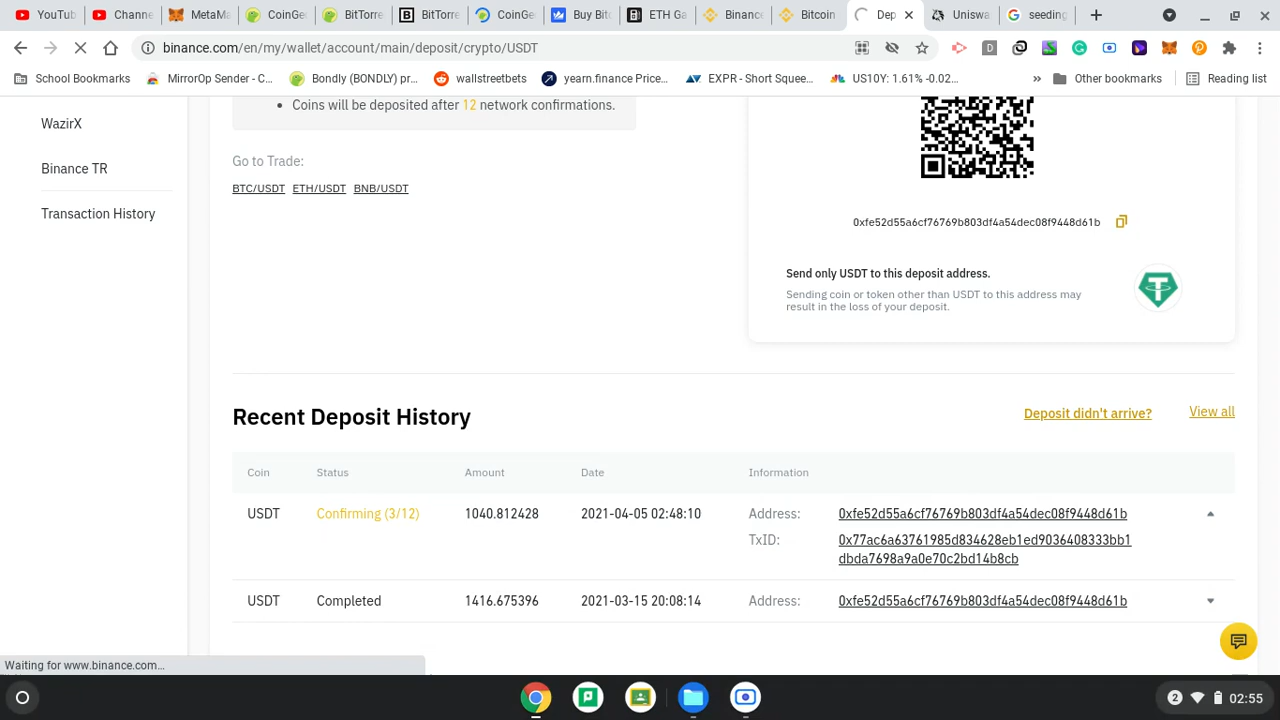 YouTub
Channe
MetaMa
CoinGe
BitTorre
BitTorr
CoinGe
Buy Bitc
ETH Ga
Binanc
Bitcoin
Dep
Uniswa
seeding
binance.com/en/my/wallet/account/main/deposit/crypto/USDT
School Bookmarks
MirrorOp Sender - C...
Bondly (BONDLY) pr...
wallstreetbets
yearn.finance Price...
EXPR - Short Squee...
US10Y: 1.61% -0.02...
»
Other bookmarks
Reading list
WazirX
Binance TR
Transaction History
• Coins will be deposited after 12 network confirmations.
Go to Trade:
BTC/USDT ETH/USDT BNB/USDT
0xfe52d55a6cf76769b803df4a54dec08f9448d61b
Send only USDT to this deposit address.
Sending coin or token other than USDT to this address may
result in the loss of your deposit.
Recent Deposit History
Deposit didn't arrive?
View all
Coin Status Amount Date Information
USDT Confirming (3/12) 1040.812428 2021-04-05 02:48:10 Address: 0xfe52d55a6cf76769b803df4a54dec08f9448d61b
TxID: 0x77ac6a63761985d834628eb1ed9036408333bb1
dbda7698a9a0e70c2bd14b8cb
USDT Completed 1416.675396 2021-03-15 20:08:14 Address: 0xfe52d55a6cf76769b803df4a54dec08f9448d61b
Waiting for www.binance.com...
2 02:55